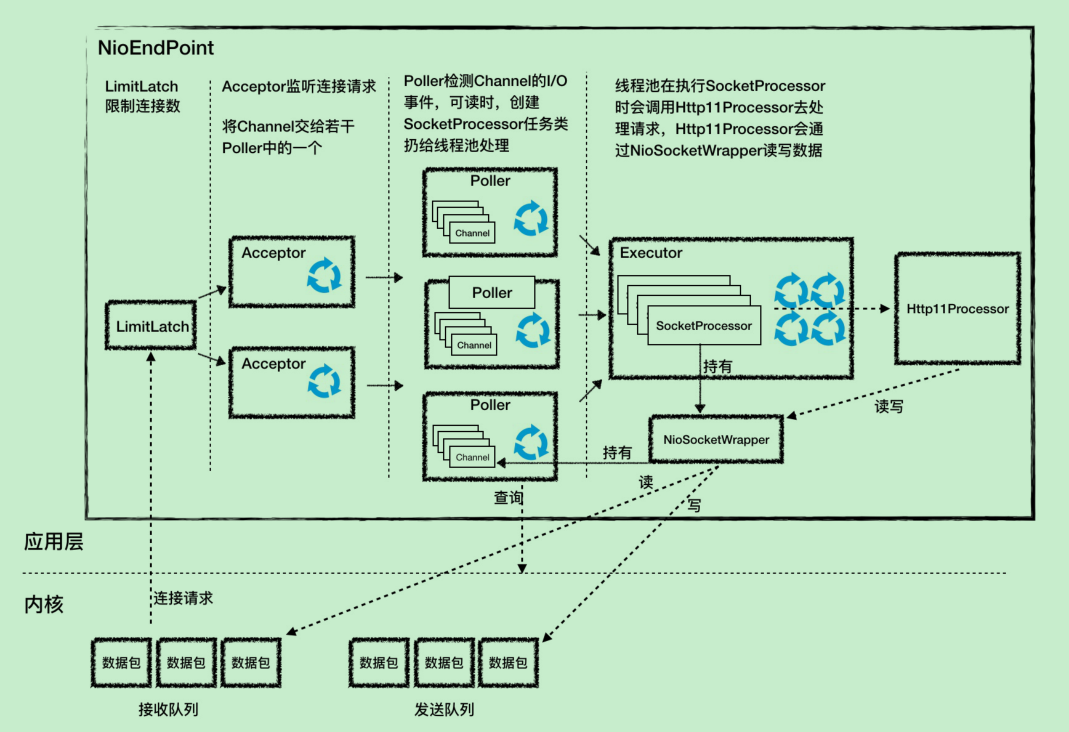 NioEndPoint
LimitLatch
限制连接数
Acceptor监听连接请求
将Channel交给若干
Poller中的一个
Poller检测Channel的I/O
事件，可读时，创建
SocketProcessor任务类
扔给线程池处理
线程池在执行SocketProcessor
时会调用Http11Processor去处
理请求，Http11Processor会通
过NioSocketWrapper读写数据
LimitLatch
Acceptor
Acceptor
Poller
Channel
Poller
Channel
Poller
Channel
Executor
SocketProcessor
Http11Processor
持有
读写
NioSocketWrapper
持有
读
写
查询
应用层
内核
连接请求
数据包
数据包
数据包
接收队列
数据包
数据包
数据包
发送队列